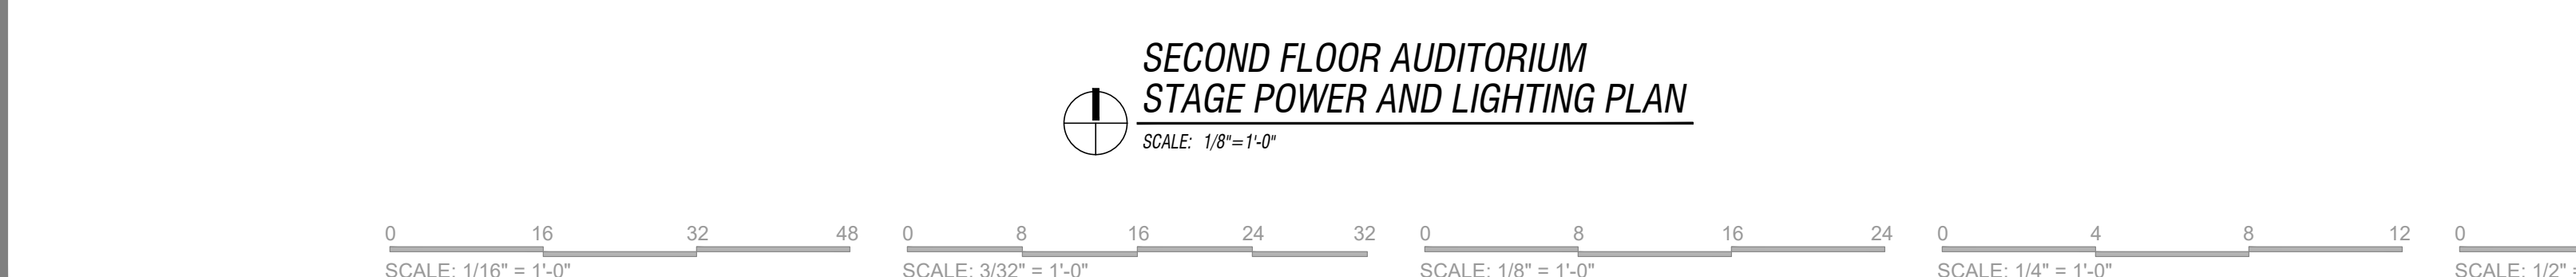 SECOND FLOOR AUDITORIUM
STAGE POWER AND LIGHTING PLAN
SCALE: 1/8"=1'-0"
0 16 32 48
SCALE: 1/16" = 1'-0"
0 8 16 24 32
SCALE: 3/32" = 1'-0"
0 8 16 24
SCALE: 1/8" = 1'-0"
0 4 8 12
SCALE: 1/4" = 1'-0"
0
SCALE: 1/2" =